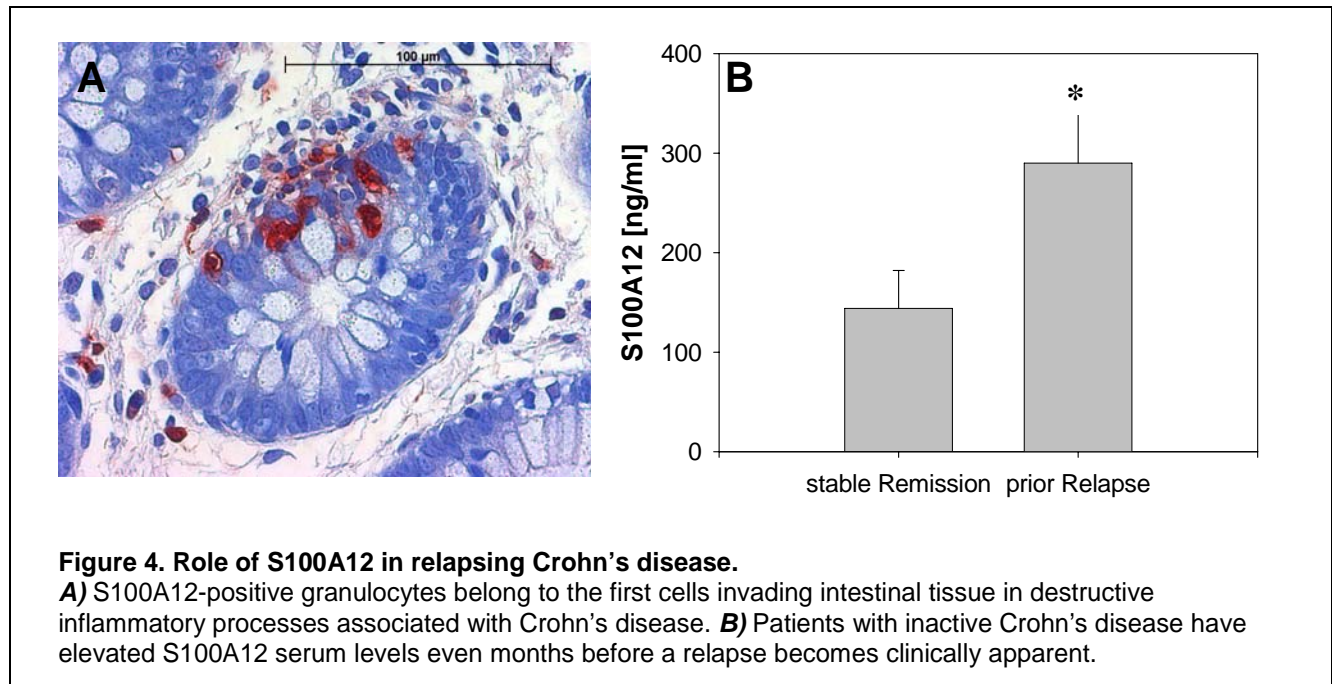 A
100 µm
B
*
400
300
200
100
0
S100A12 [ng/ml]
stable Remission prior Relapse
Figure 4. Role of S100A12 in relapsing Crohn's disease.
A) S100A12-positive granulocytes belong to the first cells invading intestinal tissue in destructive
inflammatory processes associated with Crohn's disease. B) Patients with inactive Crohn's disease have
elevated S100A12 serum levels even months before a relapse becomes clinically apparent.